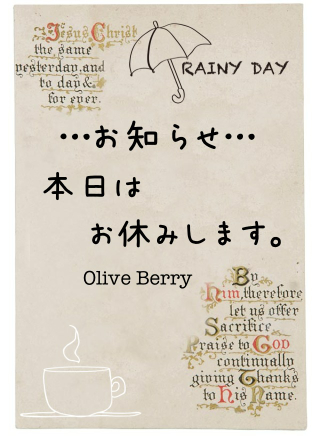 Jesus Christ
the same
yesterday, and
to day &
for ever.
RAINY DAY
…お知らせ…
本日は
お休みします。
Olive Berry
By
Him, therefore
let us offer
Sacrifice
Praise to GOD
continually
giving Thanks
to his Name.